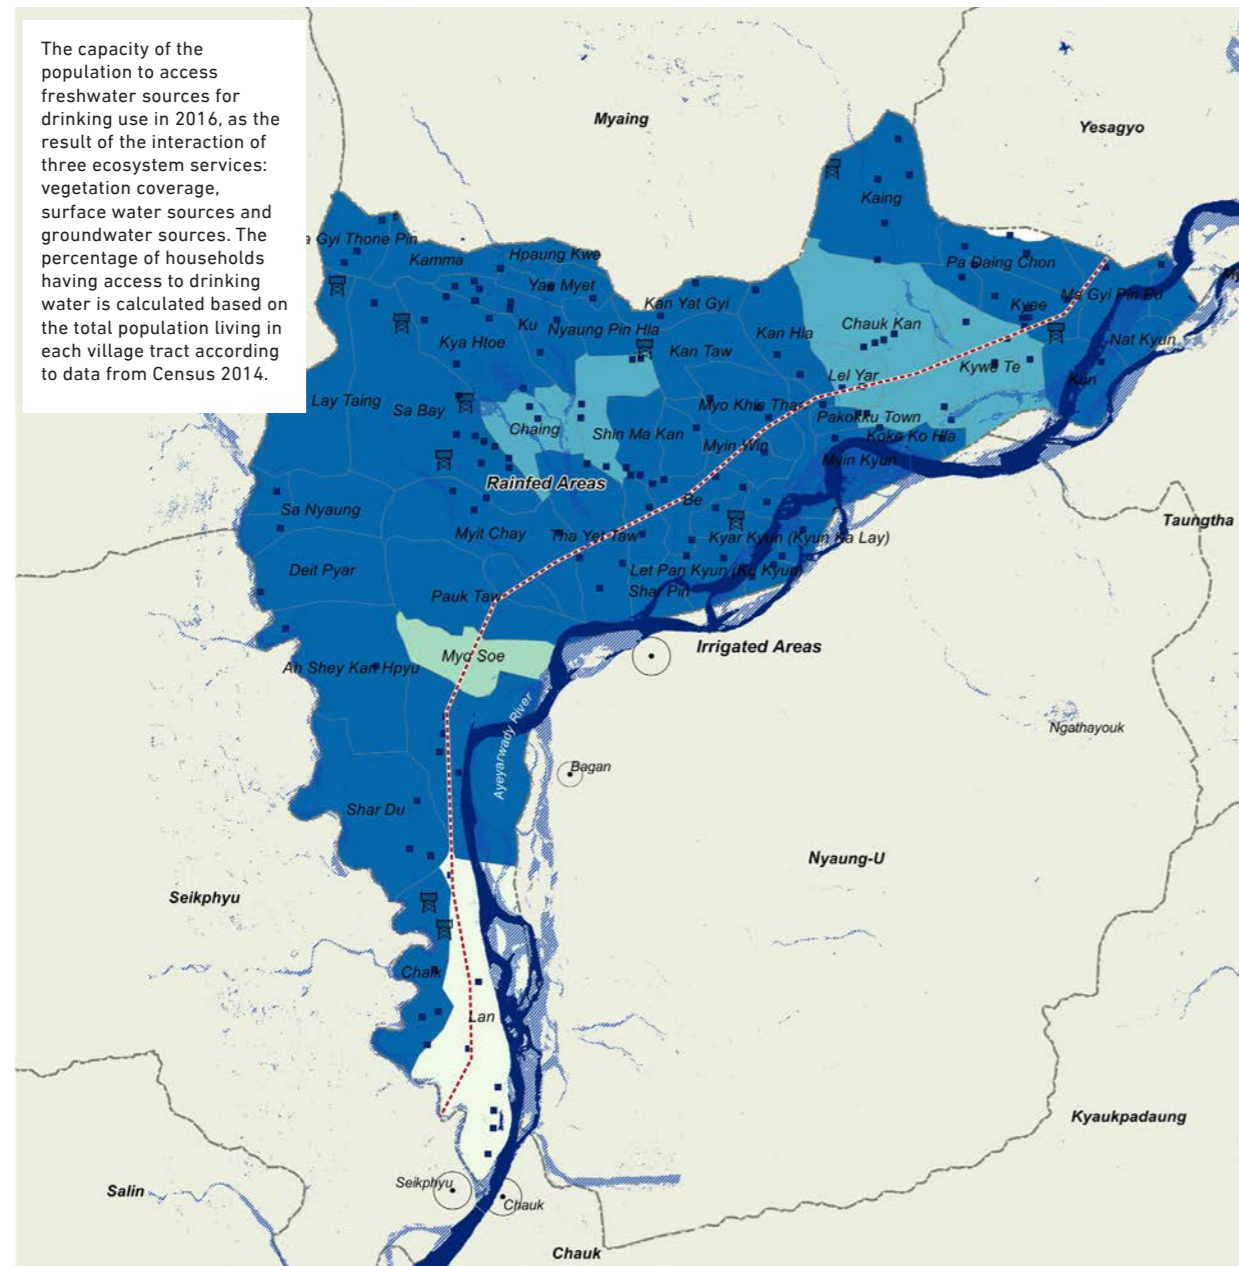 The capacity of the
population to access
freshwater sources for
drinking use in 2016, as the
result of the interaction of
three ecosystem services:
vegetation coverage,
surface water sources and
groundwater sources. The
percentage of households
having access to drinking
water is calculated based on
the total population living in
each village tract according
to data from Census 2014.
Myaing
Yesagyo
Kaing
Gyi Thone Pin
Kamma
Hpaung Kwe
Pa Daing Chon
Yae Myet
Kan Yat Gyi
Kyee
Ma Gyi Pin Pu
Ku
Nyaung Pin Hla
Kan Hla
Chauk Kan
Nat Kyun
Kya Htoe
Kan Taw
Lel Yar
Kywe Te
Kun
Lay Taing
Sa Bay
Myo Khin Thar
Pakokku Town
Chaing
Shin Ma Kan
Myin Win
Koke Ko Hla
Myin Kyun
Rainfed Areas
Be
Sa Nyaung
Taungtha
Myit Chay
Tha Yet Taw
Kyar Kyun (Kyun Ka Lay)
Deit Pyar
Let Pan Kyun (Ku Kyun)
Pauk Taw
Shar Pin
Myo Soe
Irrigated Areas
Ah Shey Kan Hpyu
Ayeyarwady River
Ngathayouk
Bagan
Shar Du
Nyaung-U
Seikphyu
Chaik
Lan
Kyaukpadaung
Salin
Seikphyu
Chauk
Chauk